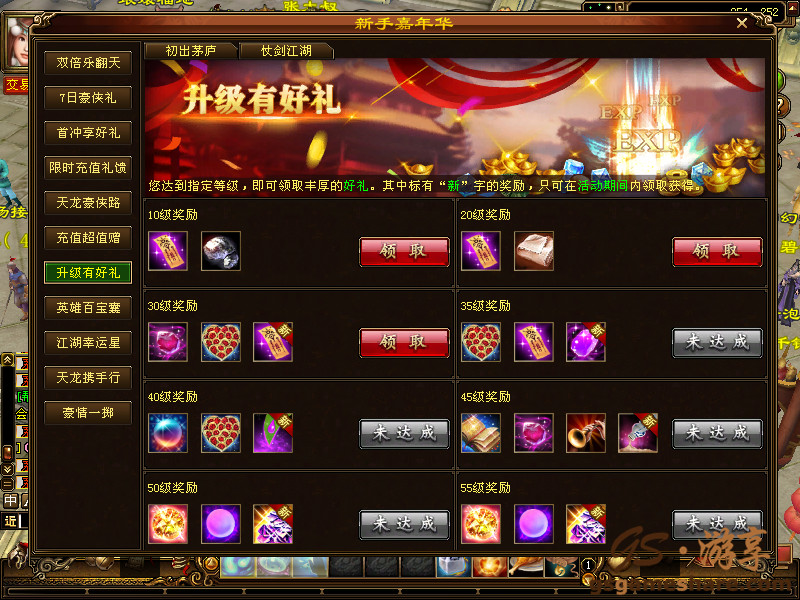 新手嘉年华
初出茅庐
仗剑江湖
双倍乐翻天
7日豪侠礼
首冲享好礼
限时充值礼馈
天龙豪侠路
充值超值赠
升级有好礼
英雄百宝囊
江湖幸运星
天龙携手行
豪情一掷
升级有好礼
EXP EXP
EXP
您达到指定等级，即可领取丰厚的好礼。其中标有“新”字的奖励，只可在活动期间内领取获得。
10级奖励
领取
20级奖励
领取
30级奖励
新
领取
35级奖励
新
未达成
40级奖励
新
未达成
45级奖励
新
未达成
50级奖励
新
未达成
55级奖励
新
未达成
交易
近
GS·游享